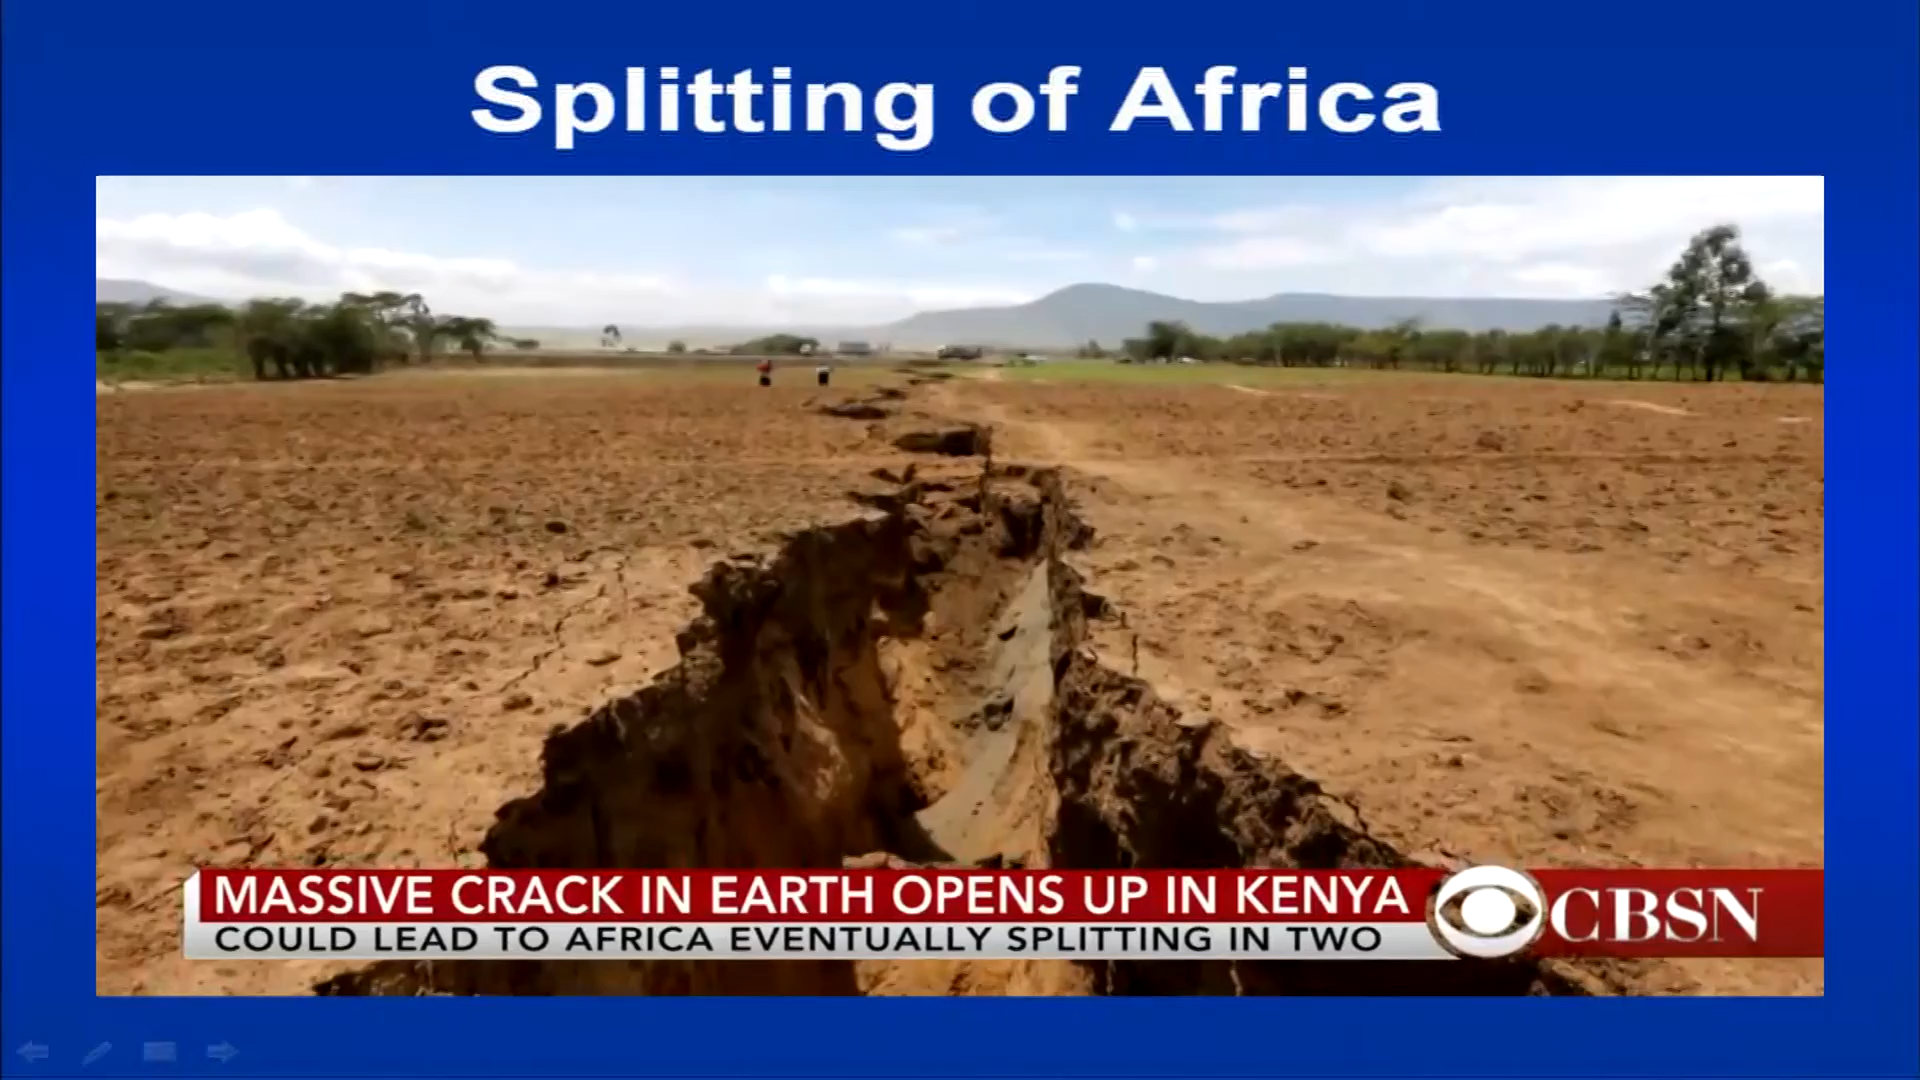 Splitting of Africa
MASSIVE CRACK IN EARTH OPENS UP IN KENYA
COULD LEAD TO AFRICA EVENTUALLY SPLITTING IN TWO
CBSN